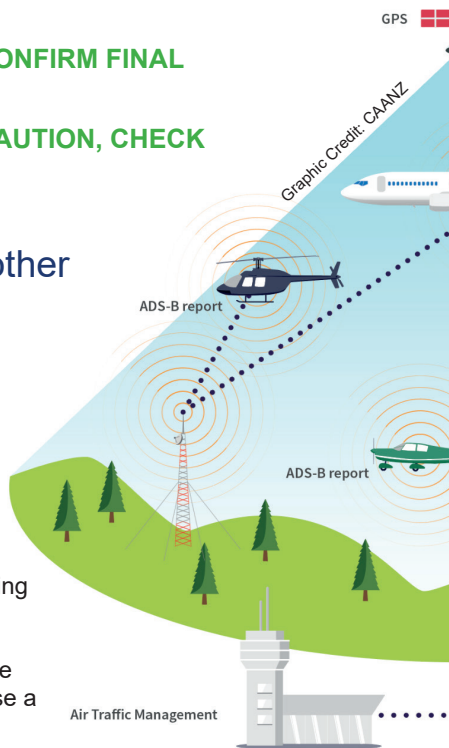 GPS
ONFIRM FINAL
AUTION, CHECK
Graphic Credit: CAANZ
other
ADS-B report
ADS-B report
ing
e
se a
Air Traffic Management